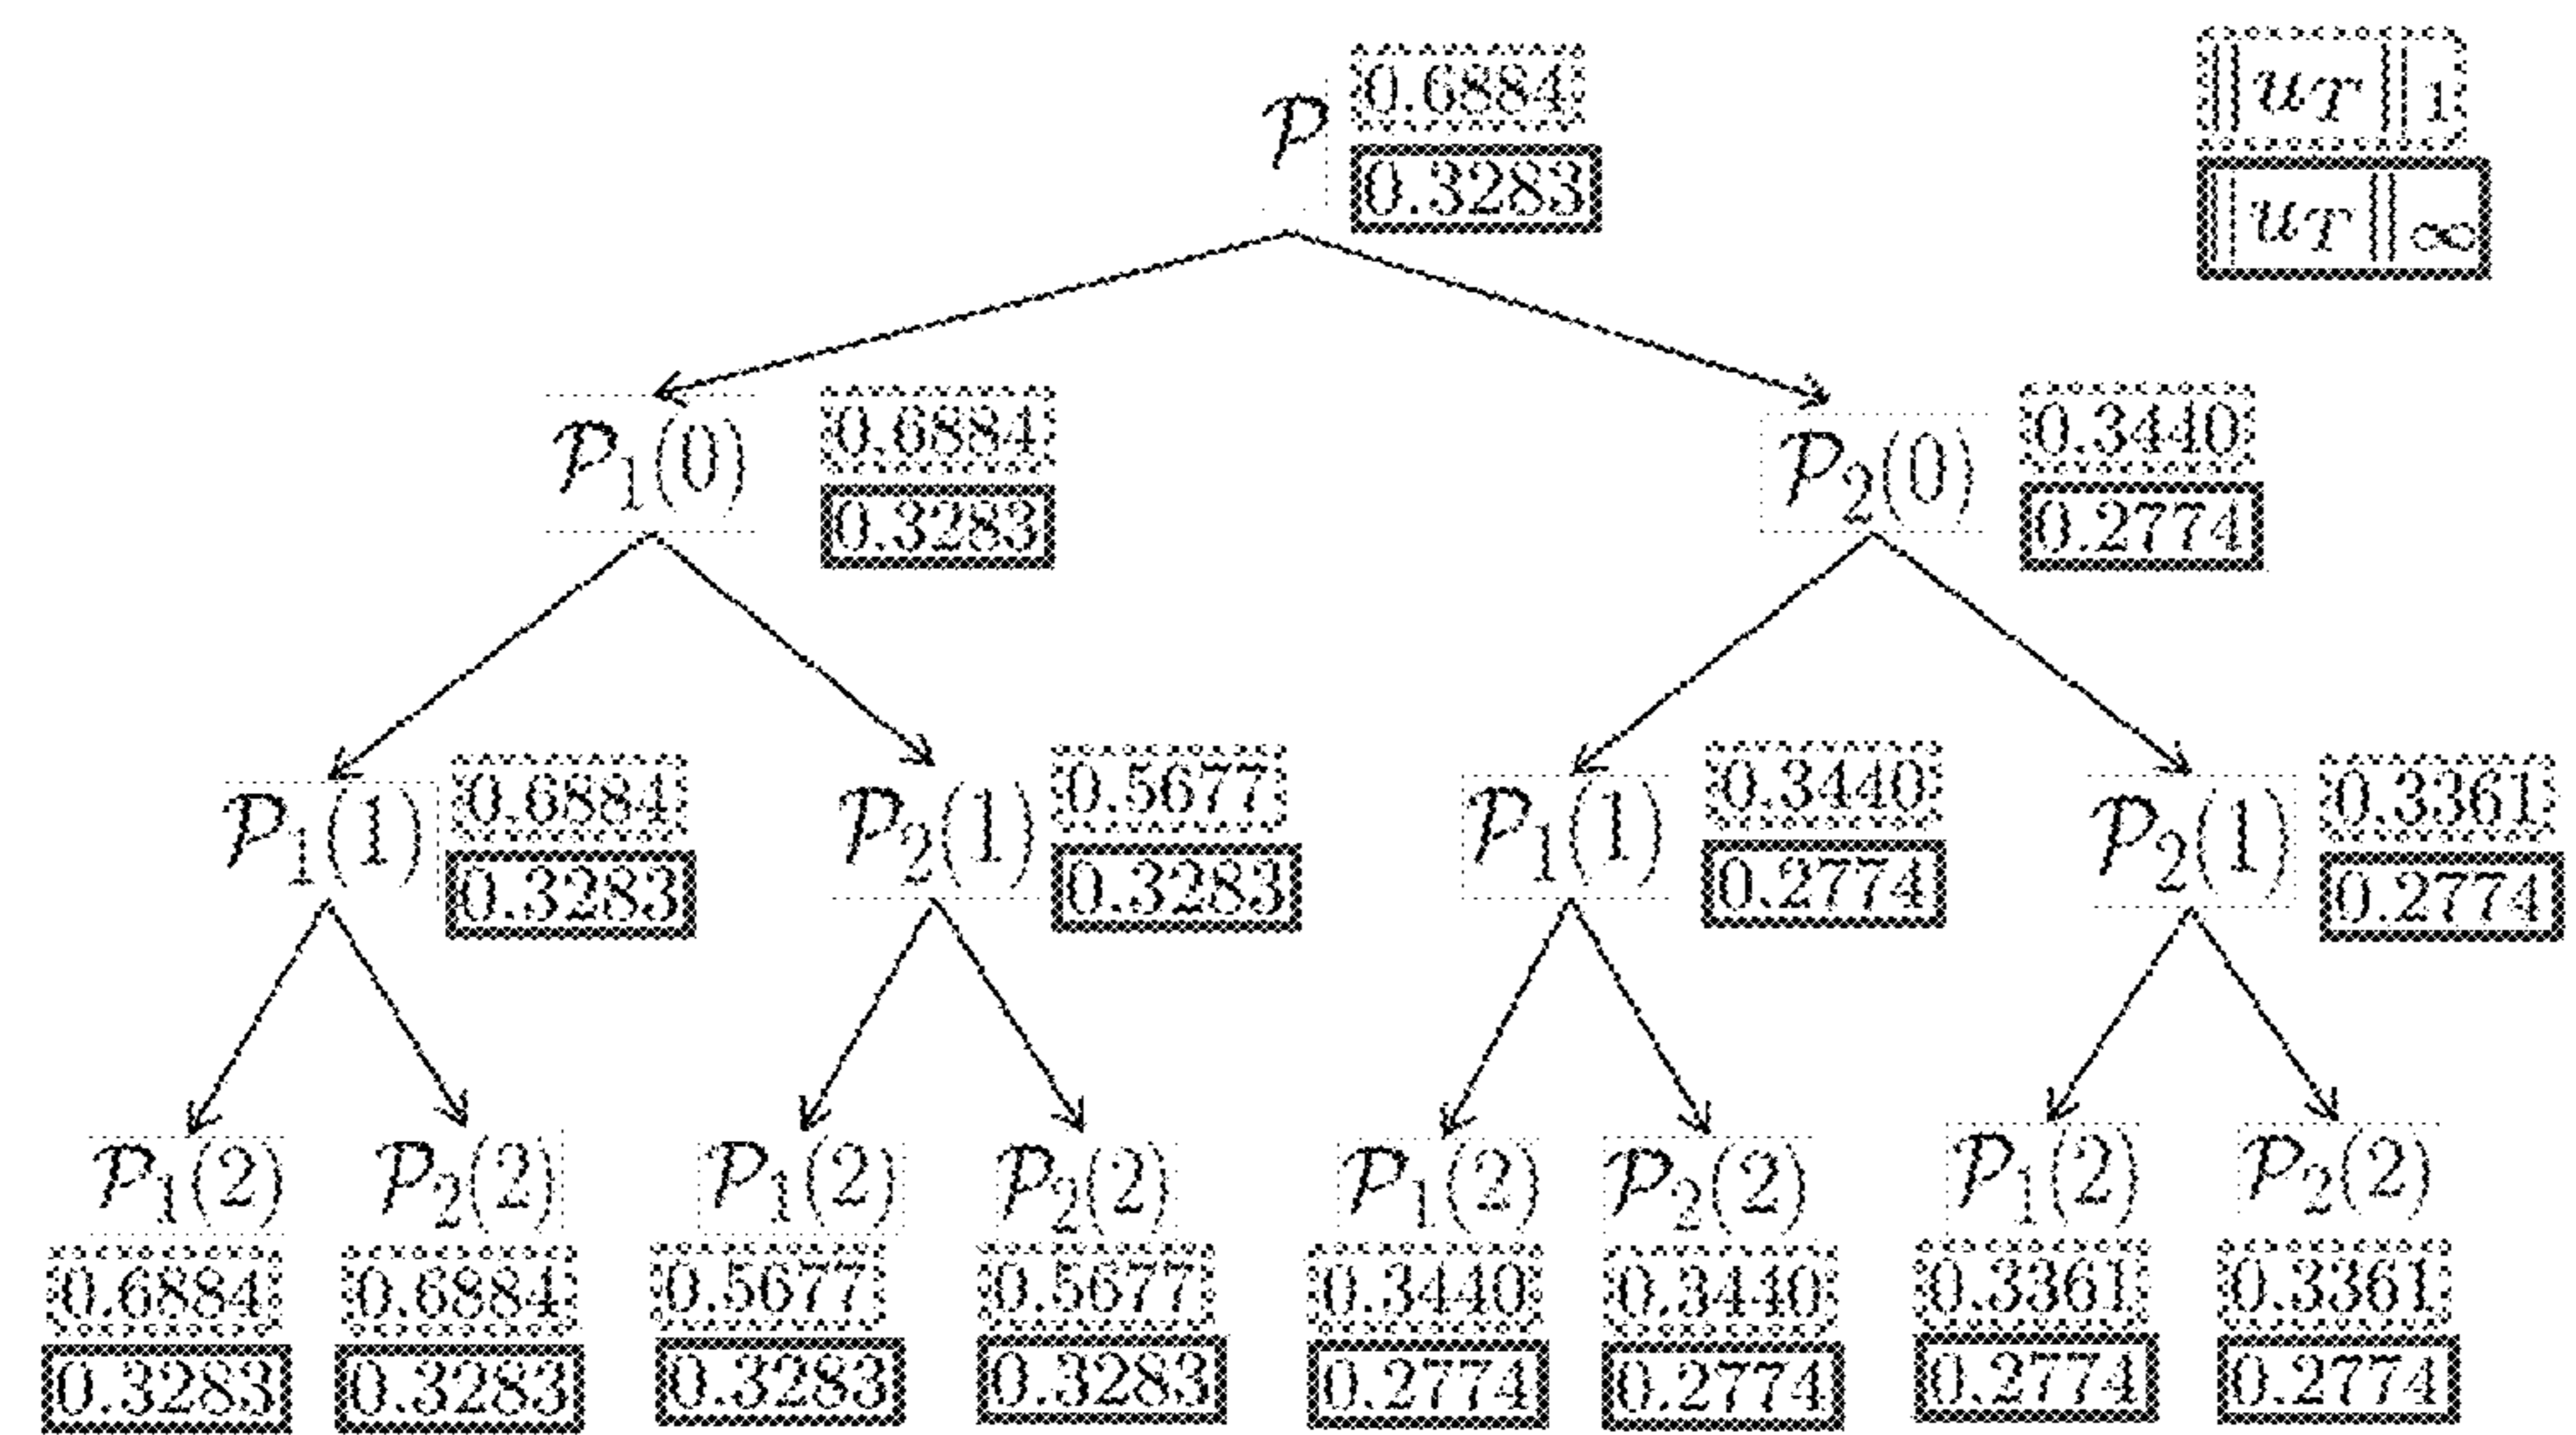 𝒫 0.6884
0.3283
||u_T||_1
||u_T||_∞
𝒫_1(0) 0.6884
0.3283
𝒫_2(0) 0.3440
0.2774
𝒫_1(1) 0.6884
0.3283
𝒫_2(1) 0.5677
0.3283
𝒫_1(1) 0.3440
0.2774
𝒫_2(1) 0.3361
0.2774
𝒫_1(2) 𝒫_2(2) 𝒫_1(2) 𝒫_2(2) 𝒫_1(2) 𝒫_2(2) 𝒫_1(2) 𝒫_2(2)
0.6884 0.6884 0.5677 0.5677 0.3440 0.3440 0.3361 0.3361
0.3283 0.3283 0.3283 0.3283 0.2774 0.2774 0.2774 0.2774